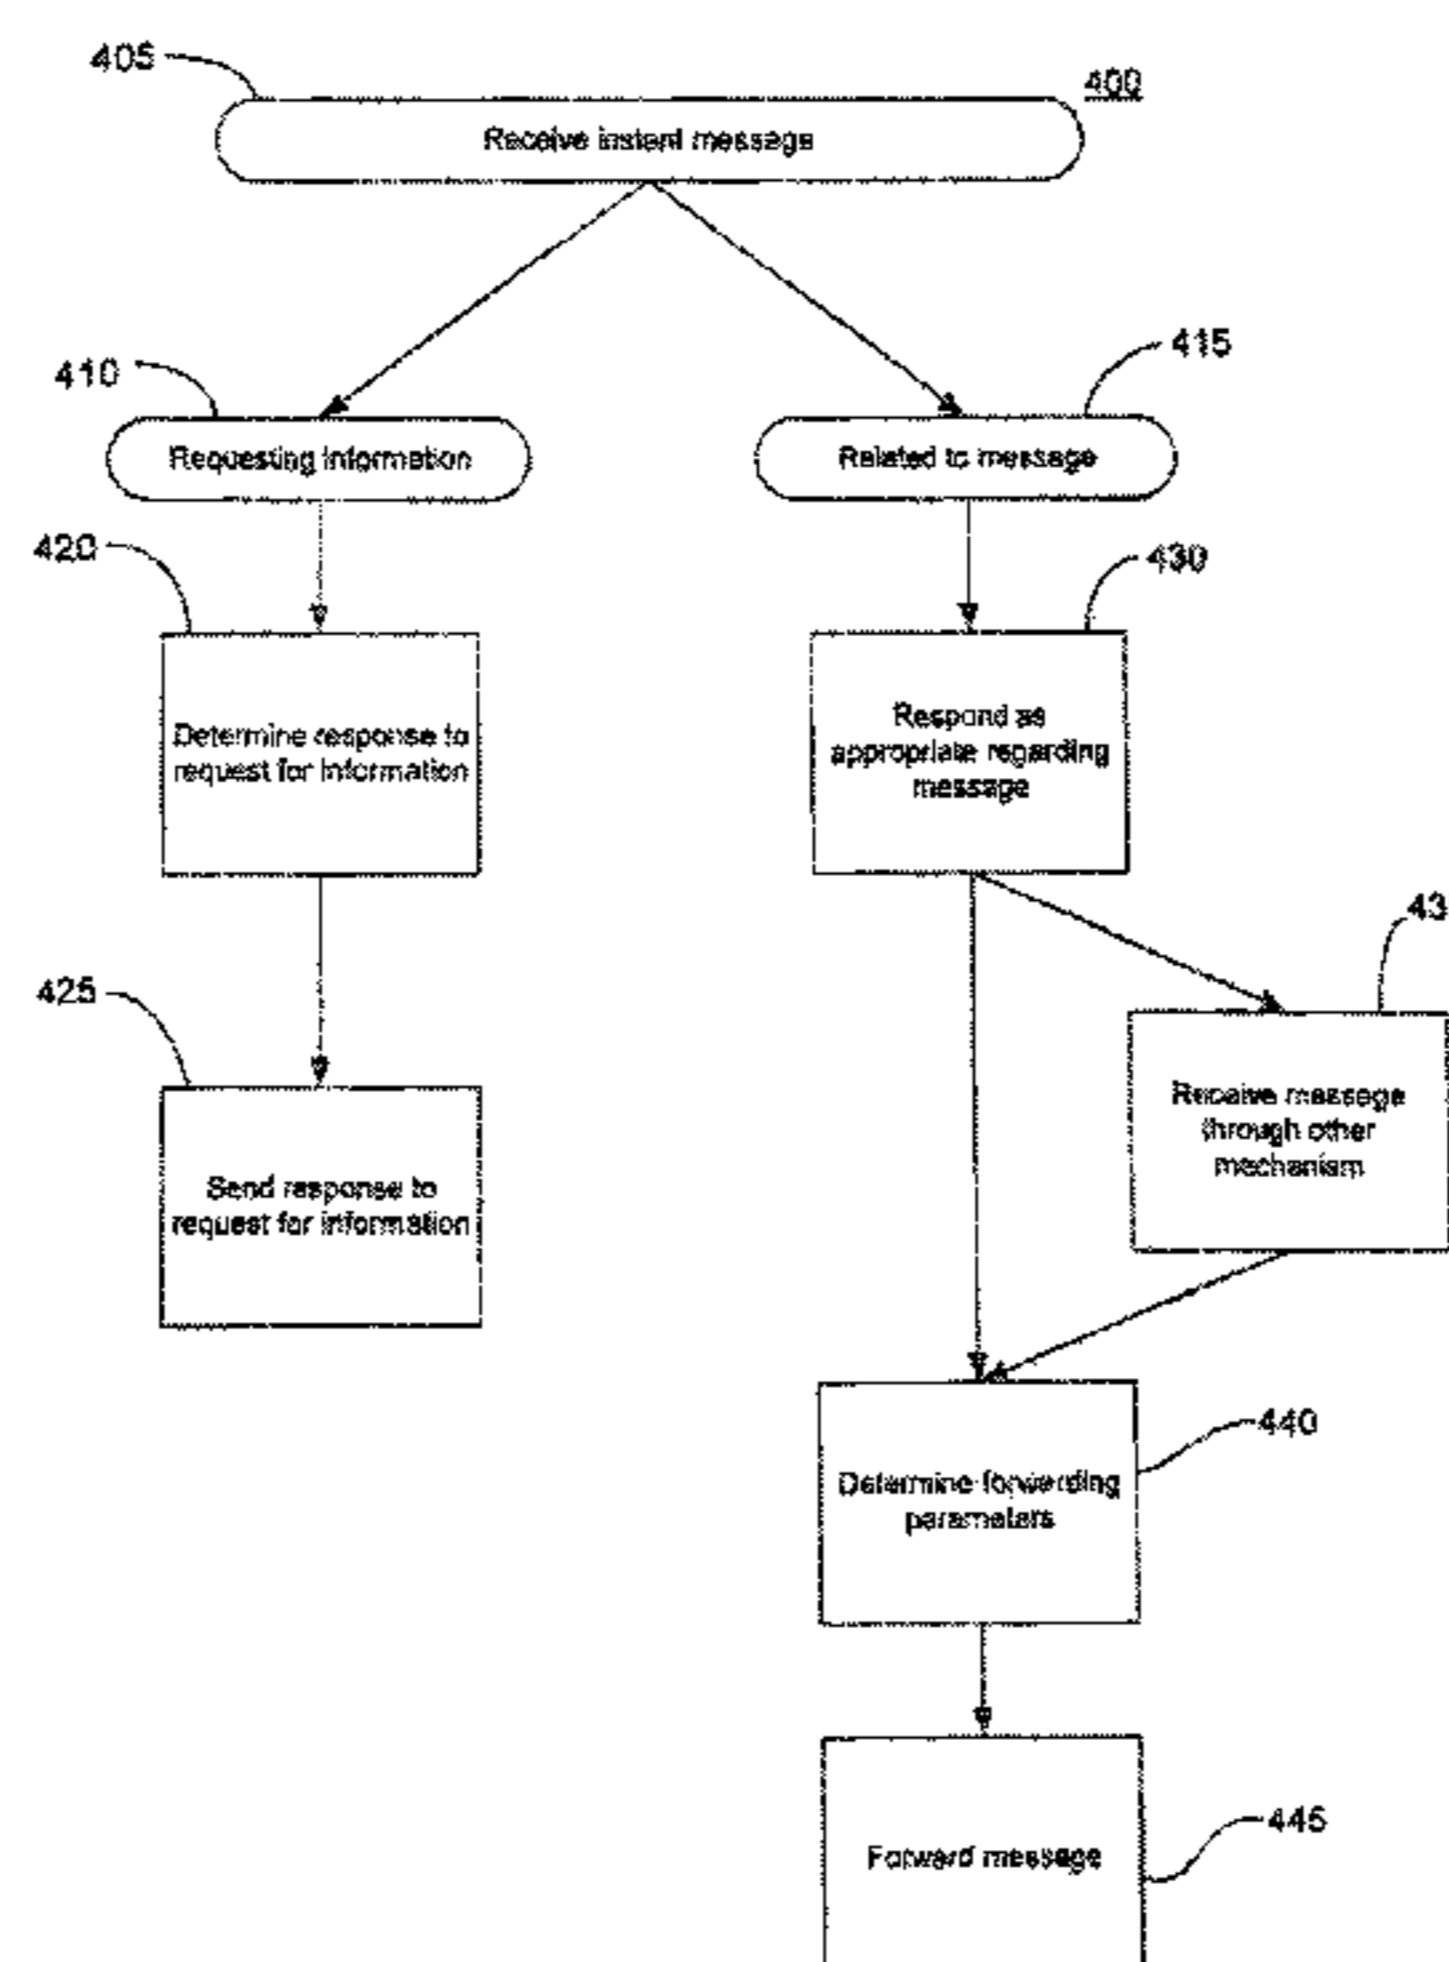 405
400
Receive instant message
410
415
Requesting information
Related to message
420
430
Determine response to
request for information
Respond as
appropriate regarding
message
43
425
Receive message
through other
mechanism
Send response to
request for information
440
Determine forwarding
parameters
445
Forward message